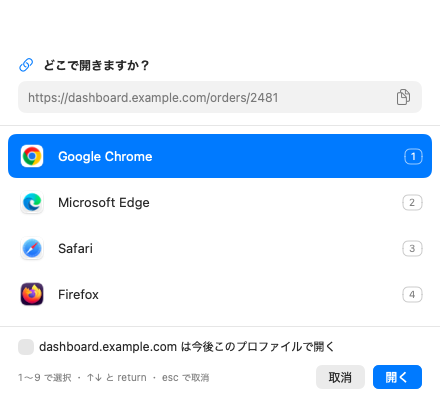 どこで開きますか？
https://dashboard.example.com/orders/2481
Google Chrome 1
Microsoft Edge 2
Safari 3
Firefox 4
dashboard.example.com は今後このプロファイルで開く
1〜9 で選択 ・ ↑↓ と return ・ esc で取消
取消
開く